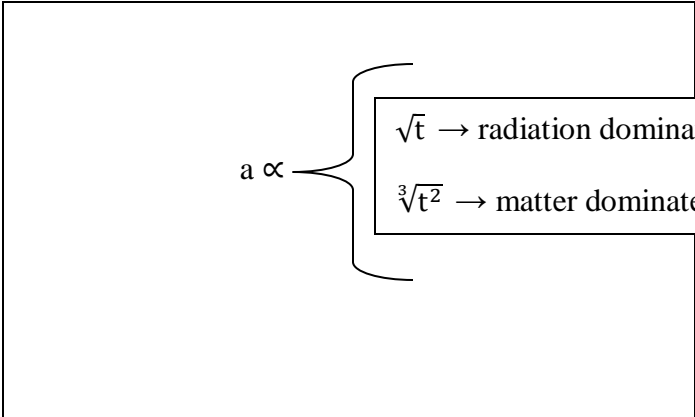 √t → radiation domina
a ∝
∛t² → matter dominate